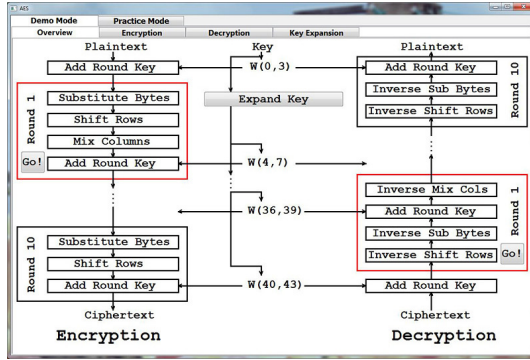 AES
Demo Mode Practice Mode
Overview Encryption Decryption Key Expansion
Plaintext Key Plaintext
Add Round Key W(0,3) Add Round Key
Round 1
Substitute Bytes Expand Key Inverse Sub Bytes
Round 10
Shift Rows Inverse Shift Rows
Mix Columns
Go! Add Round Key W(4,7)
Inverse Mix Cols
Round 1
W(36,39) Add Round Key
Round 10
Substitute Bytes Inverse Sub Bytes
Shift Rows Inverse Shift Rows Go!
Add Round Key W(40,43) Add Round Key
Ciphertext Ciphertext
Encryption Decryption